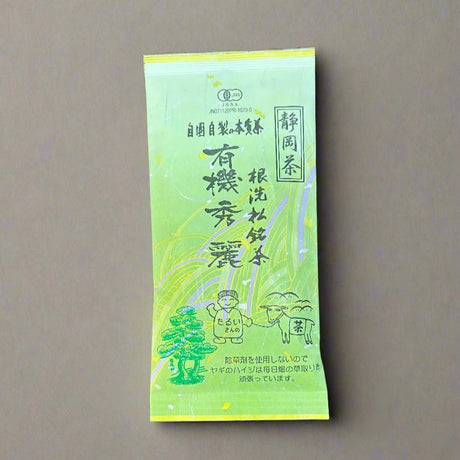 JAS
JONA
静岡茶
自園自製の本質茶
有機秀麗
根洗松銘茶
たるい
さんの
茶
除草剤を使用しないので
ヤギのハイジは毎日畑の草取りを
頑張っています。